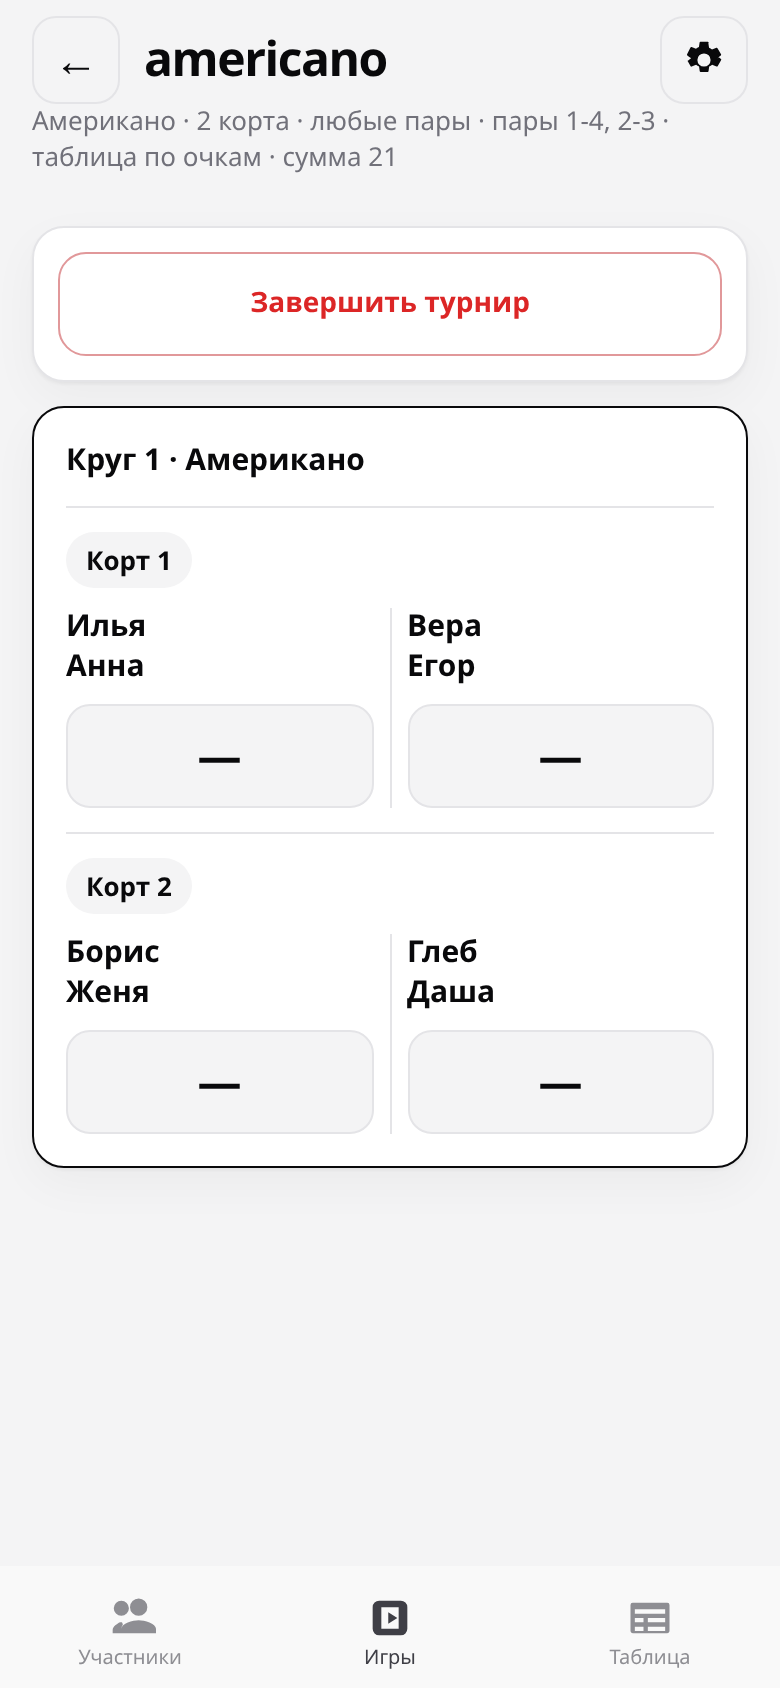 ← americano
Американо · 2 корта · любые пары · пары 1-4, 2-3 ·
таблица по очкам · сумма 21
Завершить турнир
Круг 1 · Американо
Корт 1
Илья
Анна
Вера
Егор
—
—
Корт 2
Борис
Женя
Глеб
Даша
—
—
Участники
Игры
Таблица